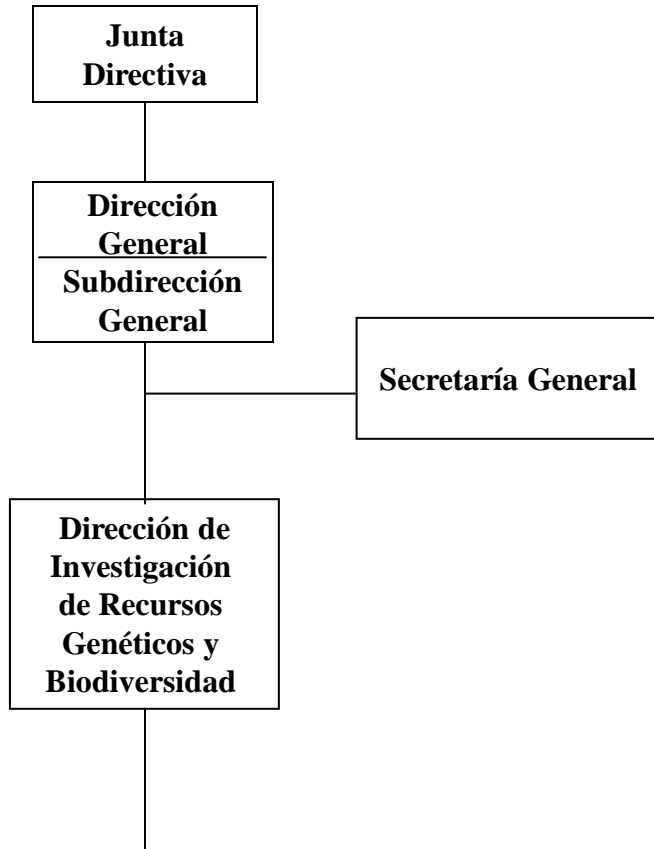 Junta
Directiva
Dirección
General
Subdirección
General
Secretaría General
Dirección de
Investigación
de Recursos
Genéticos y
Biodiversidad